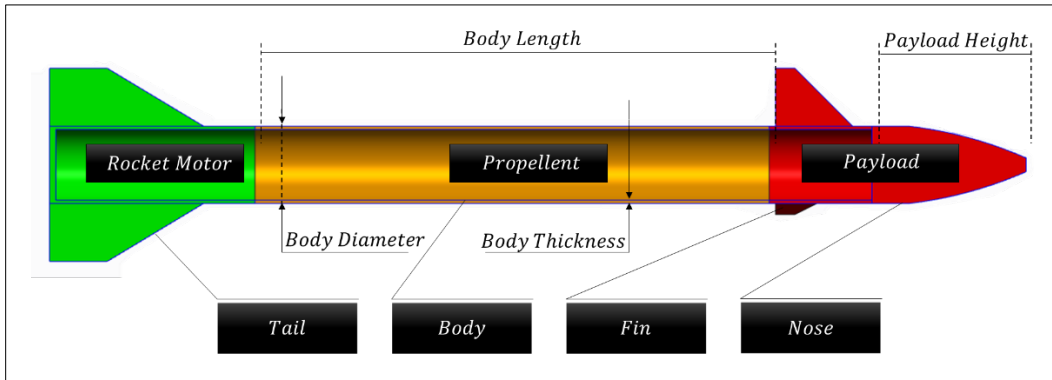 Body Length
Payload Height
Rocket Motor
Propellent
Payload
Body Diameter
Body Thickness
Tail
Body
Fin
Nose